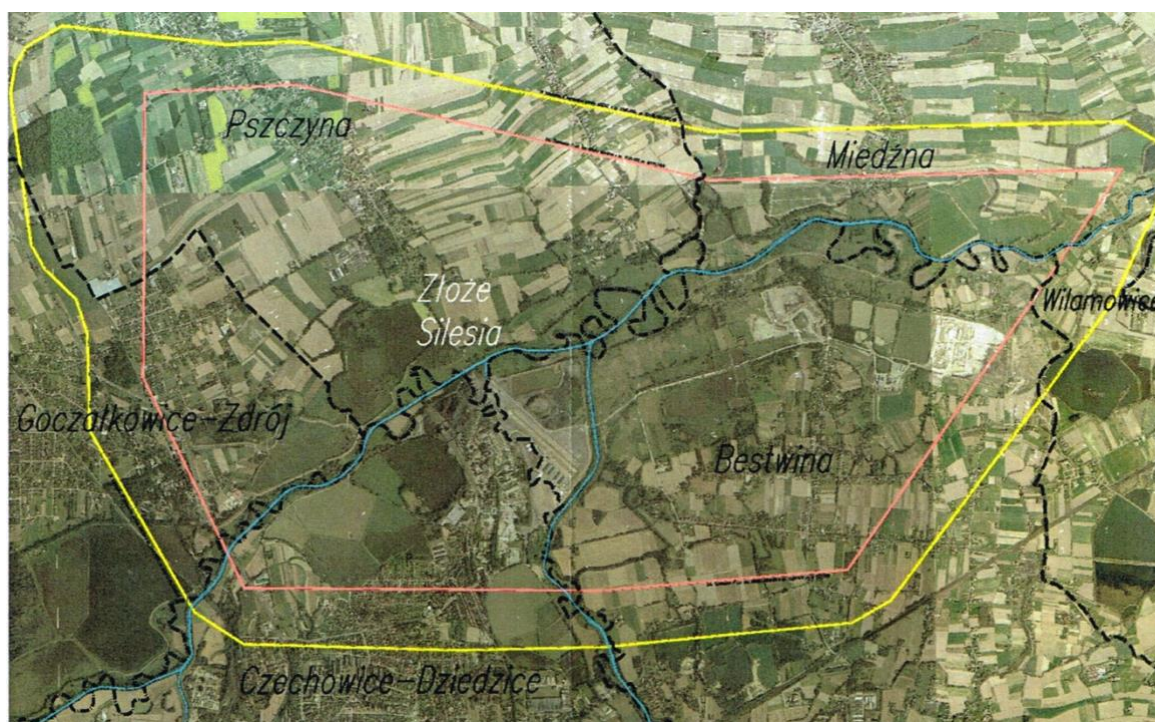 Pszczyna
Miedźna
Złoże
Silesia
Wilamowice
Goczałkowice-Zdrój
Bestwina
Czechowice-Dziedzice